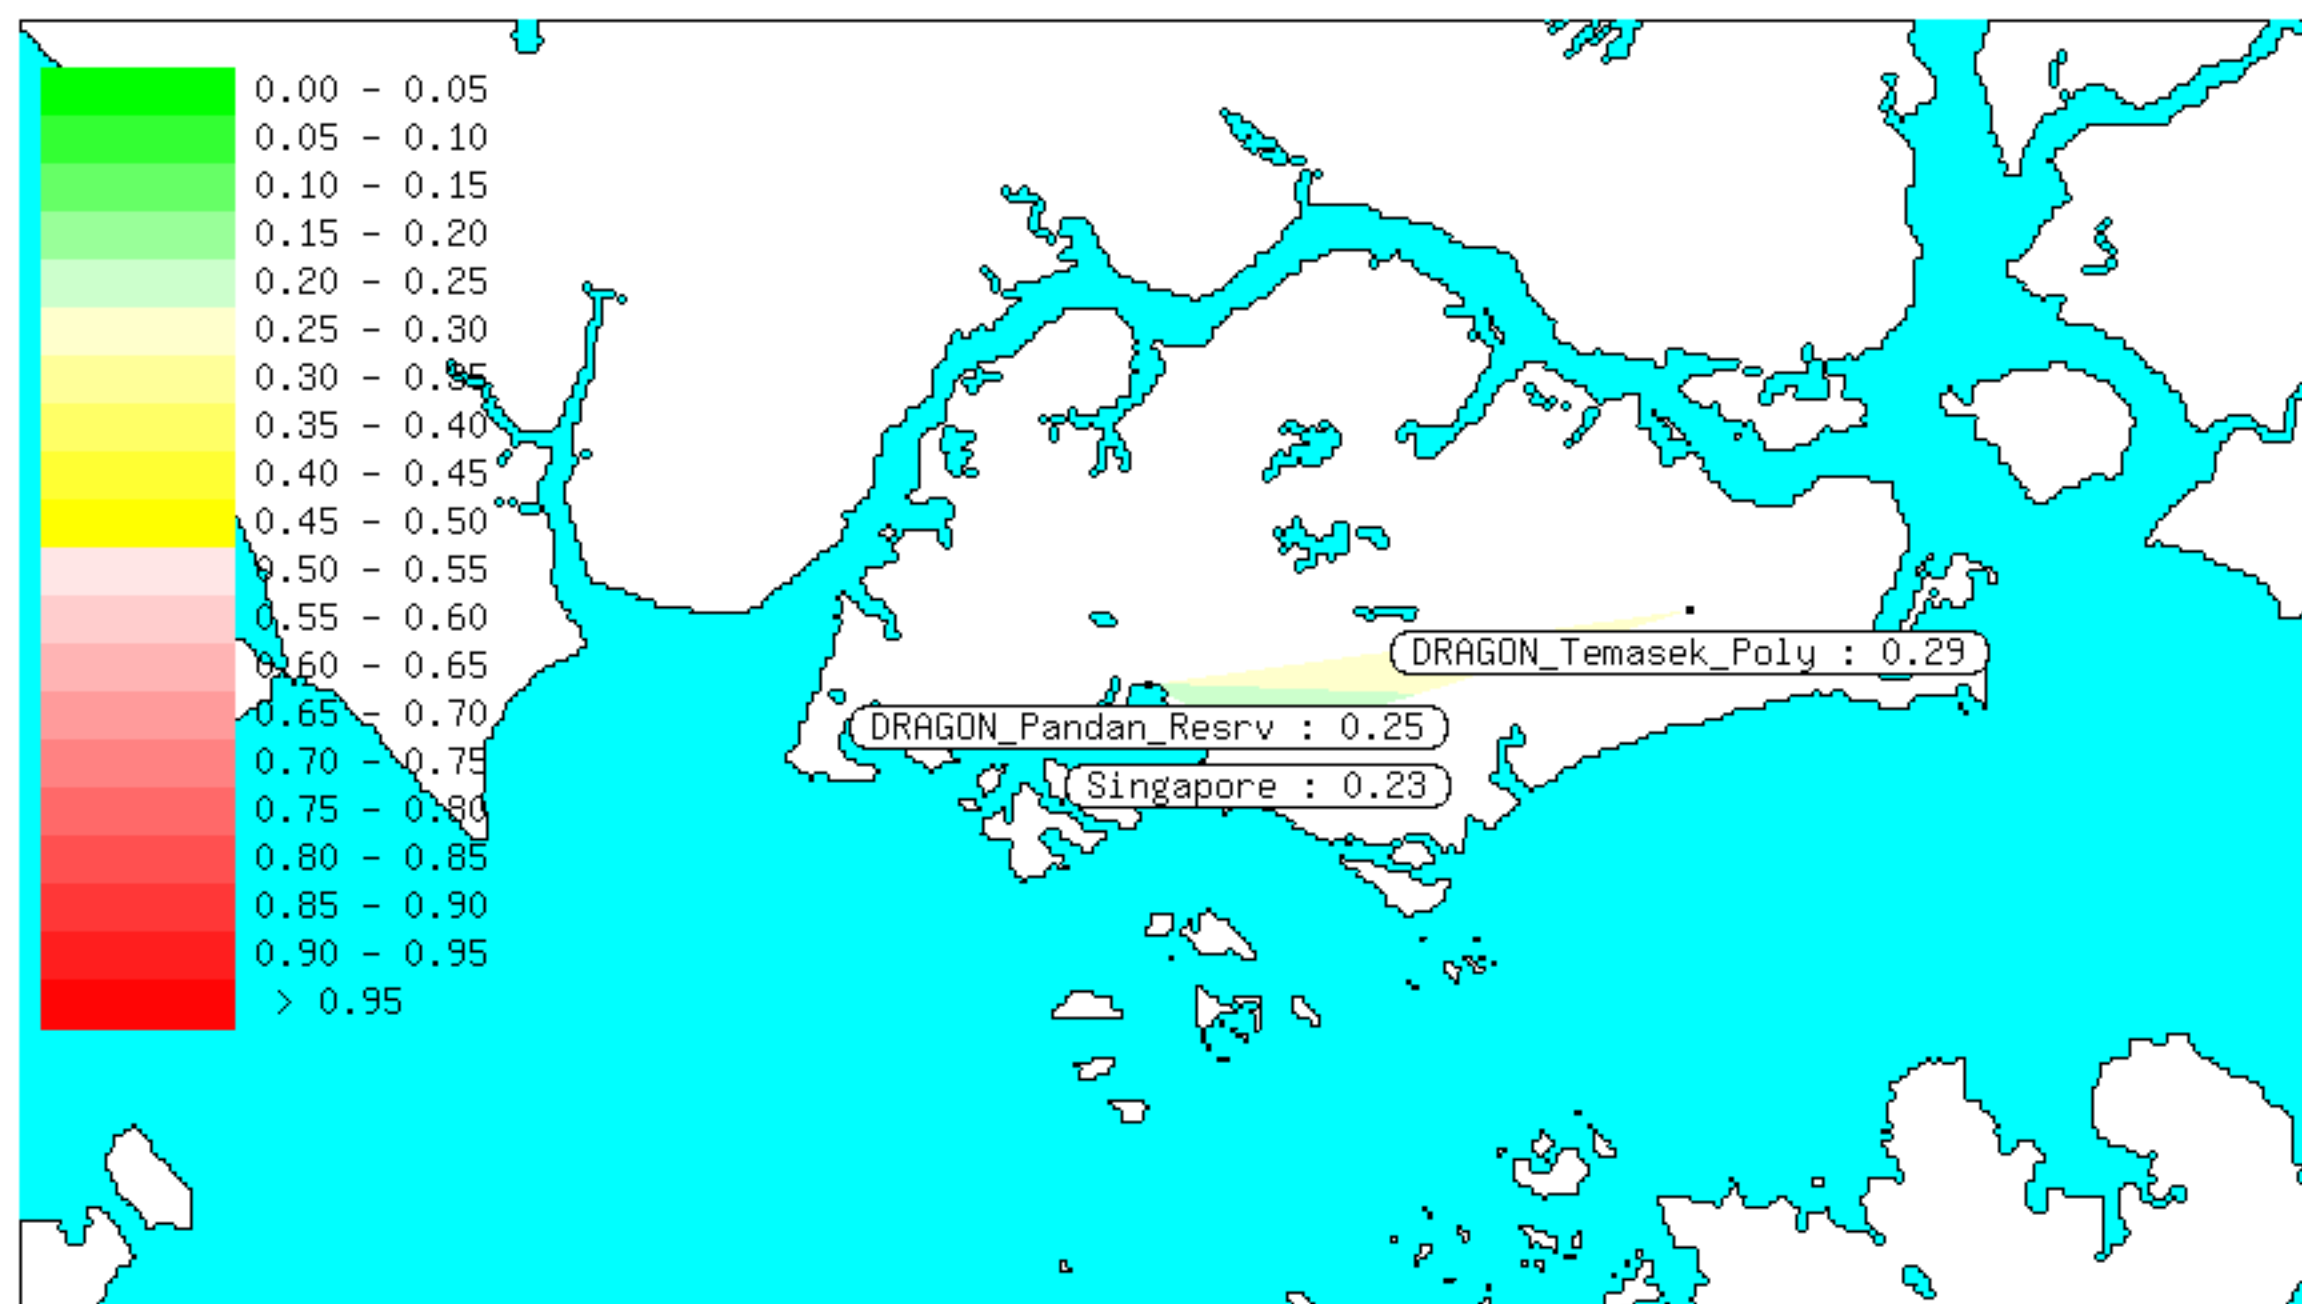 0.00 - 0.05
0.05 - 0.10
0.10 - 0.15
0.15 - 0.20
0.20 - 0.25
0.25 - 0.30
0.30 - 0.35
0.35 - 0.40
0.40 - 0.45
0.45 - 0.50
0.50 - 0.55
0.55 - 0.60
0.60 - 0.65
0.65 - 0.70
0.70 - 0.75
0.75 - 0.80
0.80 - 0.85
0.85 - 0.90
0.90 - 0.95
> 0.95
DRAGON_Temasek_Poly : 0.29
DRAGON_Pandan_Resrv : 0.25
Singapore : 0.23